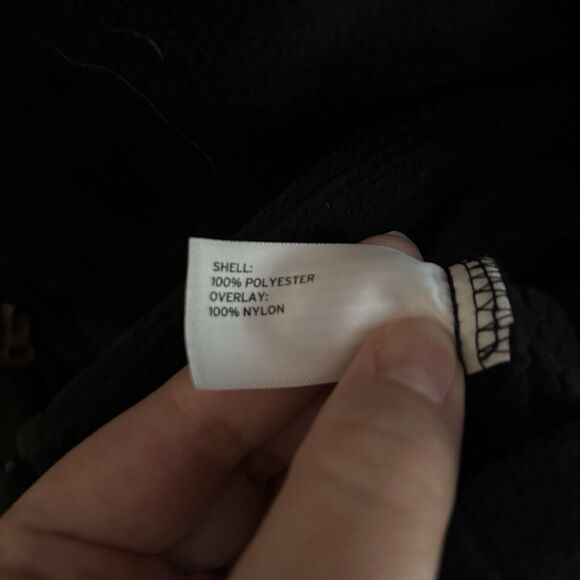 SHELL:
100% POLYESTER
OVERLAY:
100% NYLON